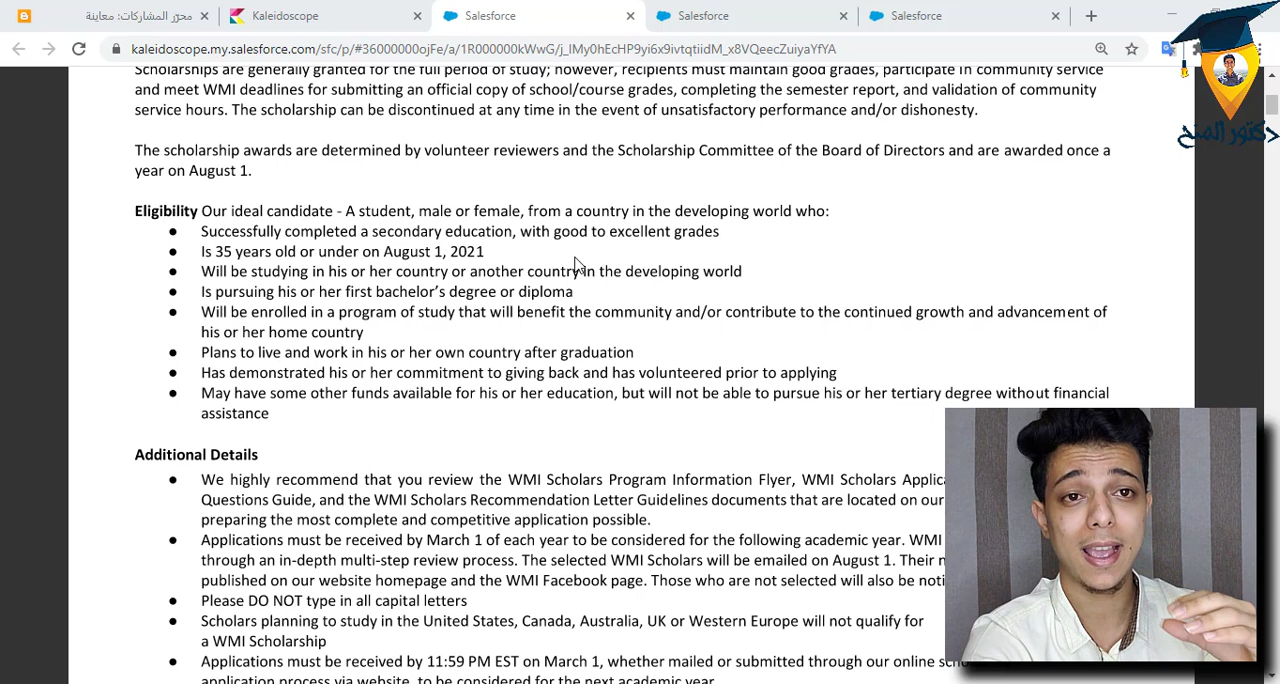 محرّر المشاركات: معاينة
Kaleidoscope
Salesforce
Salesforce
Salesforce
kaleidoscope.my.salesforce.com/sfc/p/#36000000ojFe/a/1R000000kWwG/j_IMy0hEcHP9yi6x9ivtqtiidM_x8VQeecZuiyaYfYA
دكتور المنح
Scholarships are generally granted for the full period of study; however, recipients must maintain good grades, participate in community service
and meet WMI deadlines for submitting an official copy of school/course grades, completing the semester report, and validation of community
service hours. The scholarship can be discontinued at any time in the event of unsatisfactory performance and/or dishonesty.
The scholarship awards are determined by volunteer reviewers and the Scholarship Committee of the Board of Directors and are awarded once a
year on August 1.
Eligibility Our ideal candidate - A student, male or female, from a country in the developing world who:
● Successfully completed a secondary education, with good to excellent grades
● Is 35 years old or under on August 1, 2021
● Will be studying in his or her country or another country in the developing world
● Is pursuing his or her first bachelor's degree or diploma
● Will be enrolled in a program of study that will benefit the community and/or contribute to the continued growth and advancement of
his or her home country
● Plans to live and work in his or her own country after graduation
● Has demonstrated his or her commitment to giving back and has volunteered prior to applying
● May have some other funds available for his or her education, but will not be able to pursue his or her tertiary degree without financial
assistance
Additional Details
● We highly recommend that you review the WMI Scholars Program Information Flyer, WMI Scholars Applic
Questions Guide, and the WMI Scholars Recommendation Letter Guidelines documents that are located on our
preparing the most complete and competitive application possible.
● Applications must be received by March 1 of each year to be considered for the following academic year. WMI
through an in-depth multi-step review process. The selected WMI Scholars will be emailed on August 1. Their
published on our website homepage and the WMI Facebook page. Those who are not selected will also be noti
● Please DO NOT type in all capital letters
● Scholars planning to study in the United States, Canada, Australia, UK or Western Europe will not qualify for
a WMI Scholarship
● Applications must be received by 11:59 PM EST on March 1, whether mailed or submitted through our online
application process via website, to be considered for the next academic year.